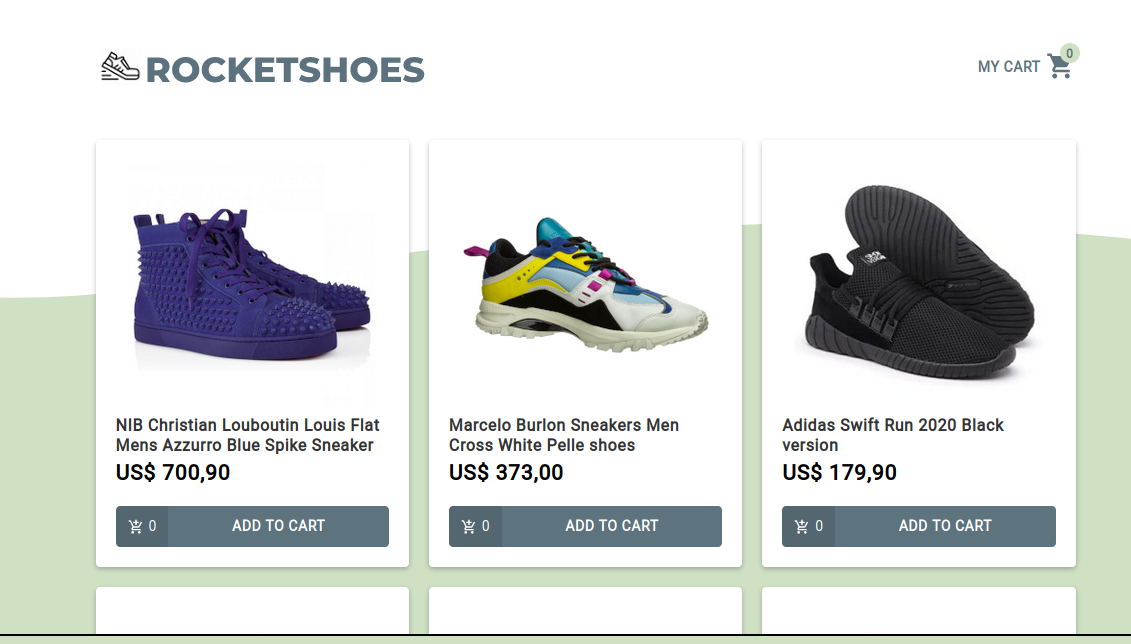 ROCKETSHOES
MY CART
0
NIB Christian Louboutin Louis Flat
Mens Azzurro Blue Spike Sneaker
US$ 700,90
0 ADD TO CART
Marcelo Burlon Sneakers Men
Cross White Pelle shoes
US$ 373,00
0 ADD TO CART
Adidas Swift Run 2020 Black
version
US$ 179,90
0 ADD TO CART